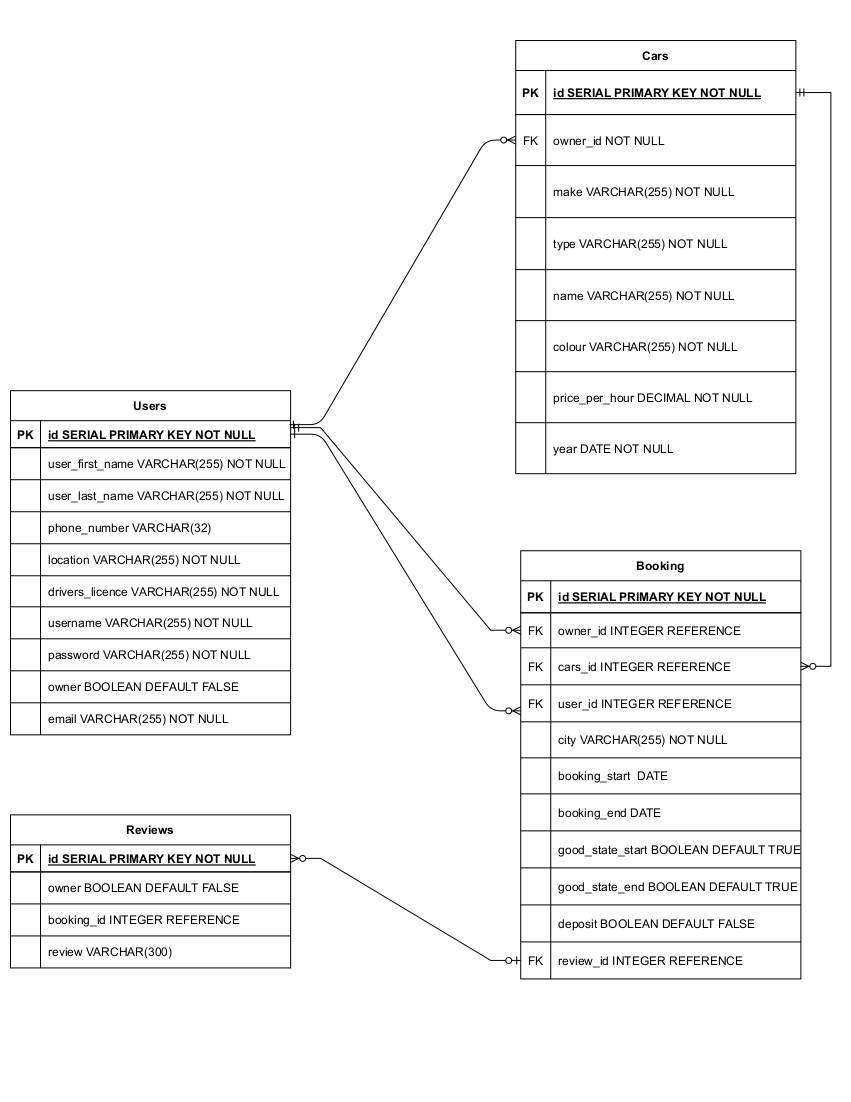 Cars
PK id SERIAL PRIMARY KEY NOT NULL
FK owner_id NOT NULL
make VARCHAR(255) NOT NULL
type VARCHAR(255) NOT NULL
name VARCHAR(255) NOT NULL
colour VARCHAR(255) NOT NULL
price_per_hour DECIMAL NOT NULL
year DATE NOT NULL
Users
PK id SERIAL PRIMARY KEY NOT NULL
user_first_name VARCHAR(255) NOT NULL
user_last_name VARCHAR(255) NOT NULL
phone_number VARCHAR(32)
location VARCHAR(255) NOT NULL
drivers_licence VARCHAR(255) NOT NULL
username VARCHAR(255) NOT NULL
password VARCHAR(255) NOT NULL
owner BOOLEAN DEFAULT FALSE
email VARCHAR(255) NOT NULL
Booking
PK id SERIAL PRIMARY KEY NOT NULL
FK owner_id INTEGER REFERENCE
FK cars_id INTEGER REFERENCE
FK user_id INTEGER REFERENCE
city VARCHAR(255) NOT NULL
booking_start DATE
booking_end DATE
good_state_start BOOLEAN DEFAULT TRUE
good_state_end BOOLEAN DEFAULT TRUE
deposit BOOLEAN DEFAULT FALSE
FK review_id INTEGER REFERENCE
Reviews
PK id SERIAL PRIMARY KEY NOT NULL
owner BOOLEAN DEFAULT FALSE
booking_id INTEGER REFERENCE
review VARCHAR(300)